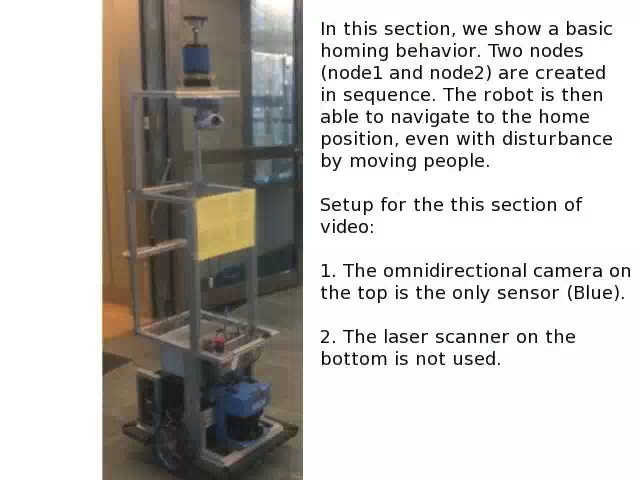 In this section, we show a basic
homing behavior. Two nodes
(node1 and node2) are created
in sequence. The robot is then
able to navigate to the home
position, even with disturbance
by moving people.
Setup for the this section of
video:
1. The omnidirectional camera on
the top is the only sensor (Blue).
2. The laser scanner on the
bottom is not used.